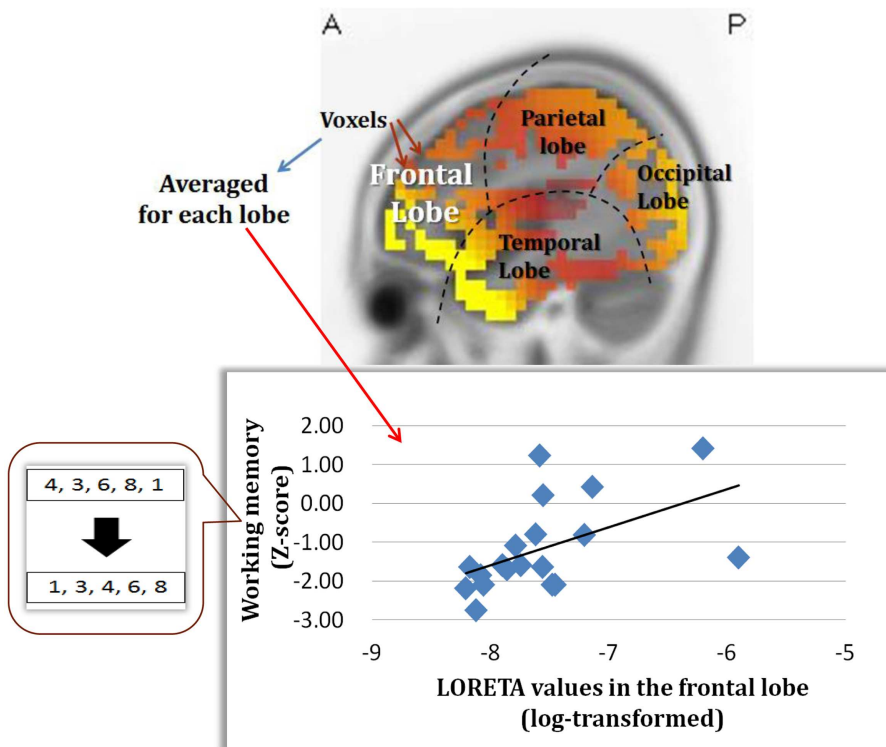 A
P
Voxels
Parietal
lobe
Frontal
Lobe
Occipital
Lobe
Averaged
for each lobe
Temporal
Lobe
4, 3, 6, 8, 1
1, 3, 4, 6, 8
Working memory
(Z-score)
2.00
1.00
0.00
-1.00
-2.00
-3.00
-9
-8
-7
-6
-5
LORETA values in the frontal lobe
(log-transformed)